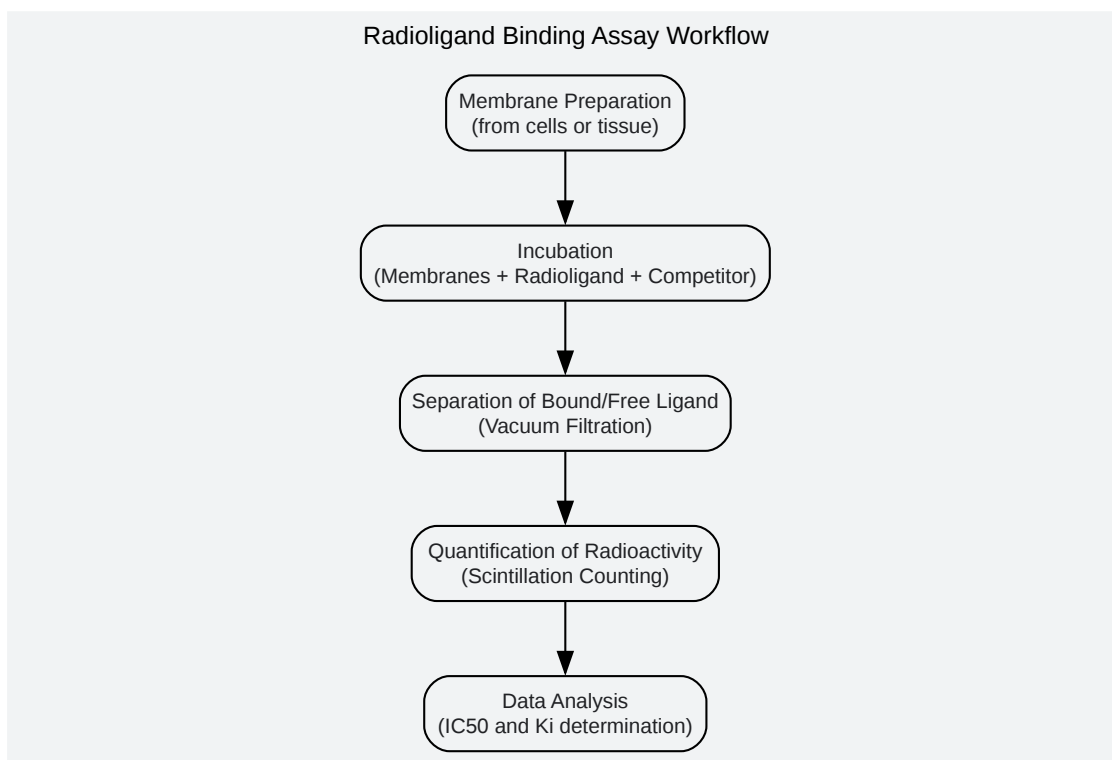 Radioligand Binding Assay Workflow
Membrane Preparation
(from cells or tissue)
Incubation
(Membranes + Radioligand + Competitor)
Separation of Bound/Free Ligand
(Vacuum Filtration)
Quantification of Radioactivity
(Scintillation Counting)
Data Analysis
(IC50 and Ki determination)